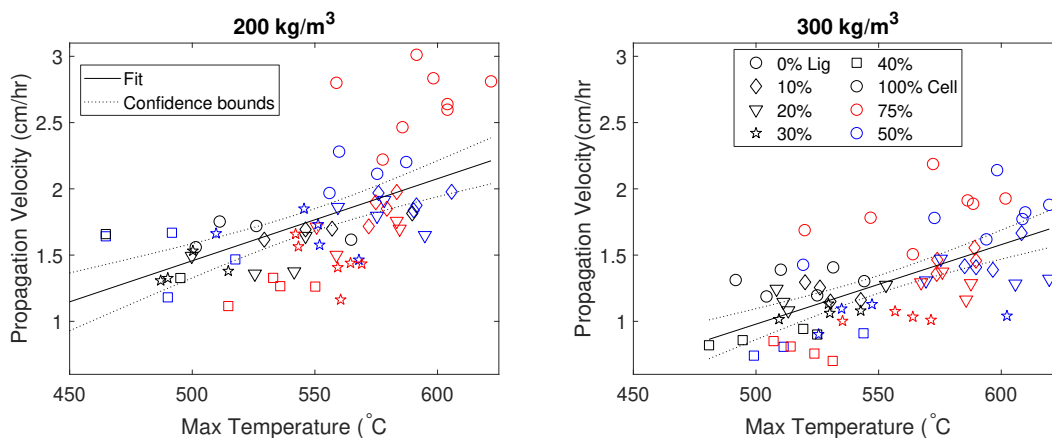 200 kg/m³
3
2.5
2
1.5
1
450 500 550 600
Propagation Velocity (cm/hr)
Max Temperature (°C
Fit
Confidence bounds
300 kg/m³
3
2.5
2
1.5
1
450 500 550 600
Propagation Velocity(cm/hr)
Max Temperature (°C
0% Lig 40%
10% 100% Cell
20% 75%
30% 50%